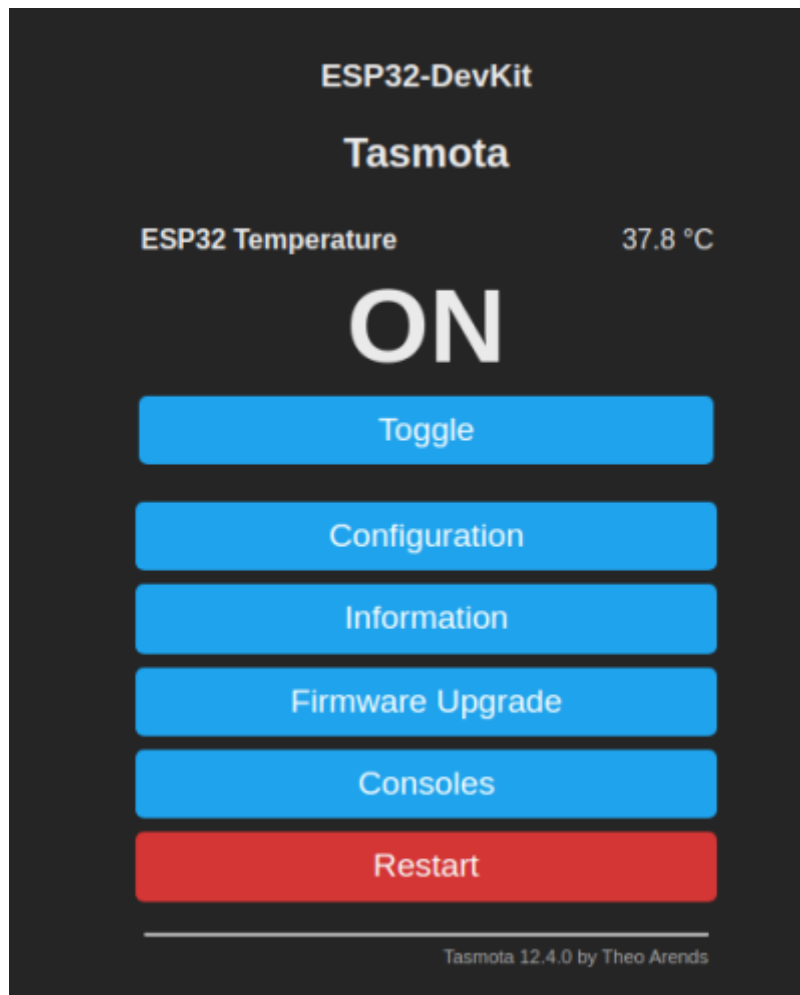 ESP32-DevKit
Tasmota
ESP32 Temperature 37.8 °C
ON
Toggle
Configuration
Information
Firmware Upgrade
Consoles
Restart
Tasmota 12.4.0 by Theo Arends